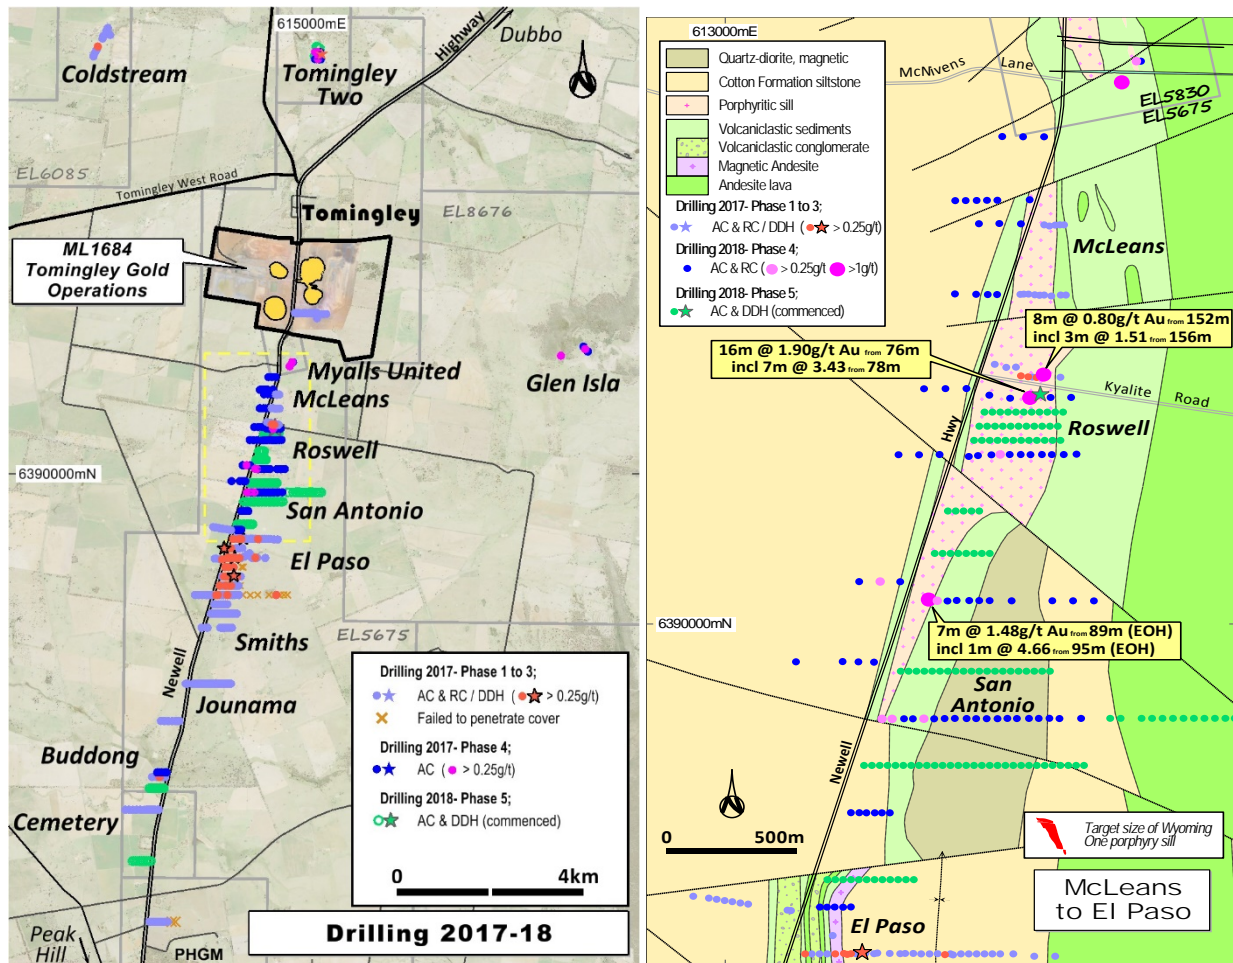 615000mE
Coldstream
Tomingley
Two
Highway
Dubbo
EL6085
Tomingley West Road
Tomingley
EL8676
ML1684
Tomingley Gold
Operations
Myalls United
McLeans
Glen Isla
Roswell
6390000mN
San Antonio
El Paso
Smiths
EL5675
Newell
Jounama
Buddong
Cemetery
Peak
Hill
PHGM
Drilling 2017- Phase 1 to 3;
AC & RC / DDH ( > 0.25g/t)
Failed to penetrate cover
Drilling 2017- Phase 4;
AC ( > 0.25g/t)
Drilling 2018- Phase 5;
AC & DDH (commenced)
0 4km
Drilling 2017-18
613000mE
Quartz-diorite, magnetic
Cotton Formation siltstone
Porphyritic sill
Volcaniclastic sediments
Volcaniclastic conglomerate
Magnetic Andesite
Andesite lava
Drilling 2017- Phase 1 to 3;
AC & RC / DDH ( > 0.25g/t)
Drilling 2018- Phase 4;
AC & RC ( > 0.25g/t >1g/t)
Drilling 2018- Phase 5;
AC & DDH (commenced)
McNivens Lane
EL5830
EL5675
McLeans
8m @ 0.80g/t Au from 152m
incl 3m @ 1.51 from 156m
16m @ 1.90g/t Au from 76m
incl 7m @ 3.43 from 78m
Kyalite Road
Roswell
Hwy
6390000mN
7m @ 1.48g/t Au from 89m (EOH)
incl 1m @ 4.66 from 95m (EOH)
San
Antonio
Newell
0 500m
Target size of Wyoming
One porphyry sill
McLeans
to El Paso
El Paso